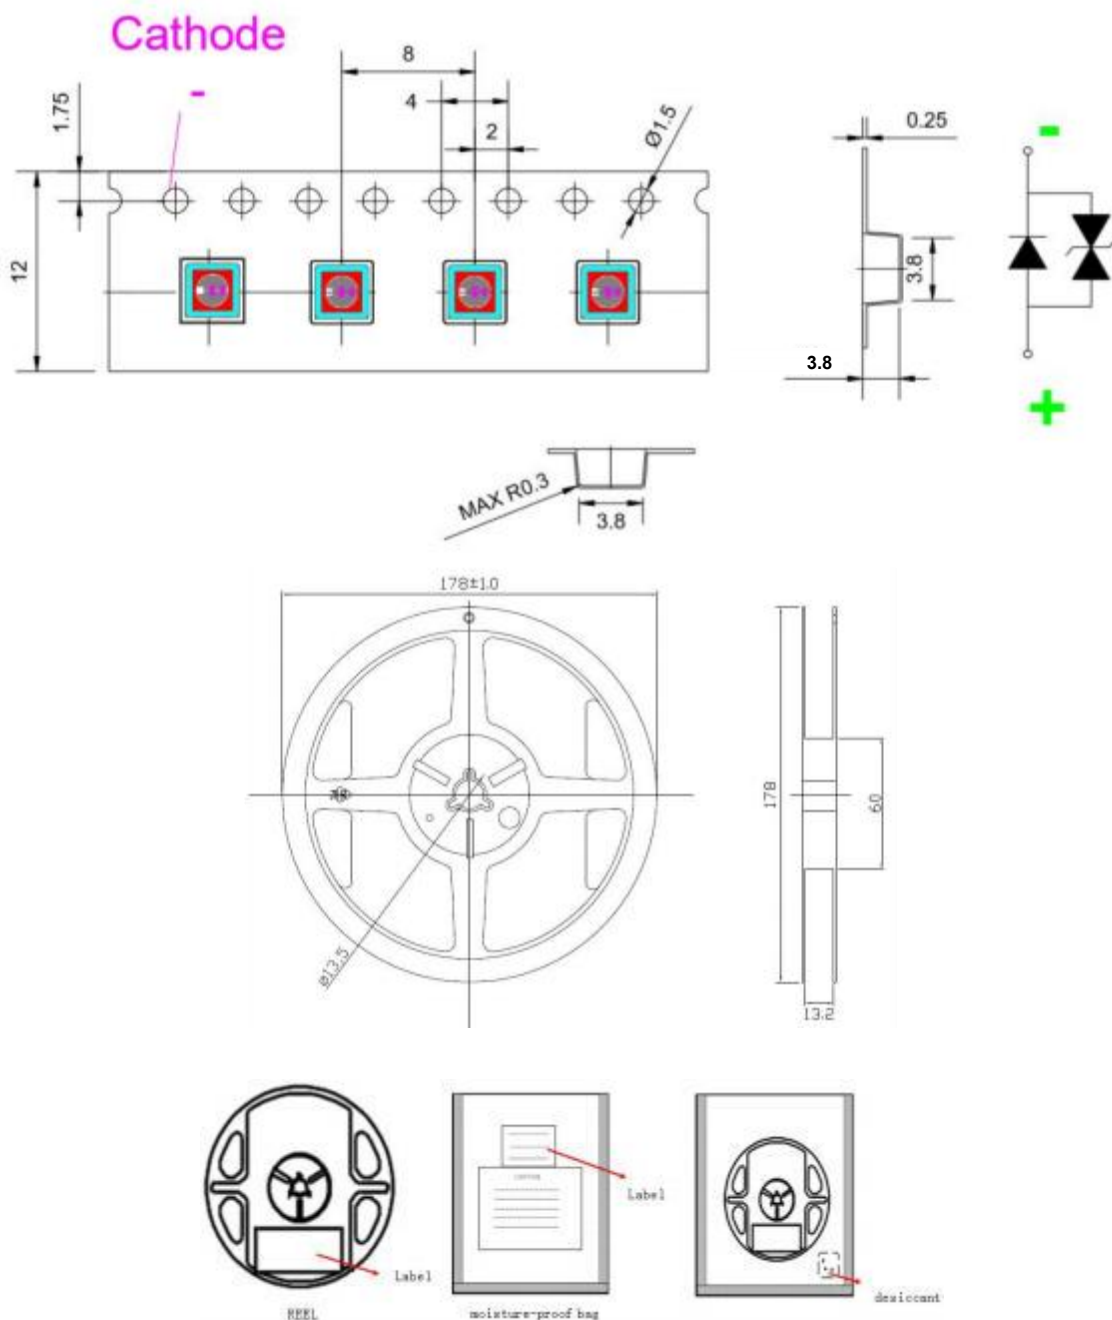 Cathode
-
8
4
2
1.75
Ø1.5
12
0.25
-
3.8
3.8
+
MAX R0.3
3.8
178±1.0
178
60
ø13.5
13.2
Label
Label
desiccant
REEL
moisture-proof bag